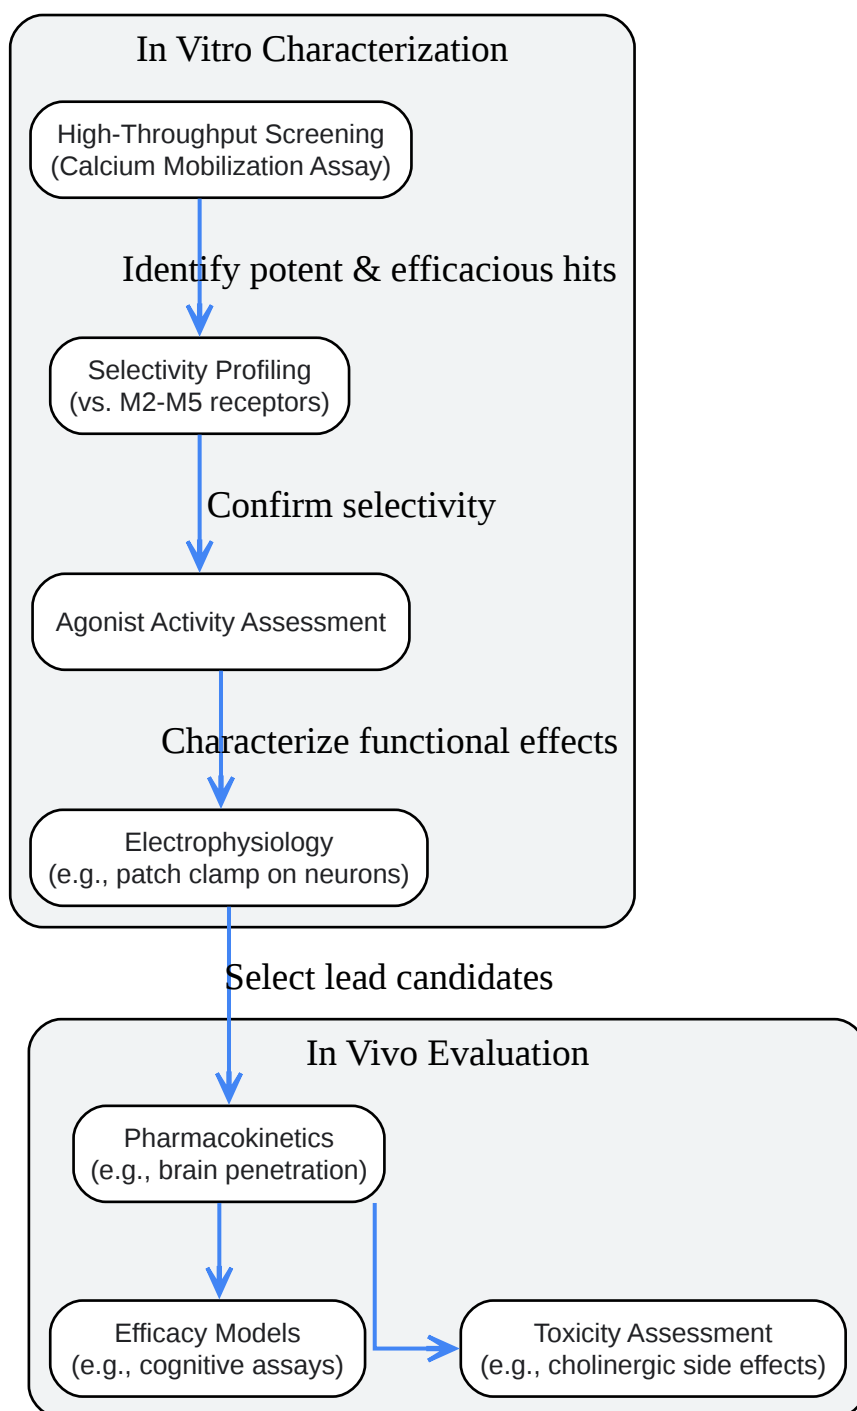 In Vitro Characterization
High-Throughput Screening
(Calcium Mobilization Assay)
Identify potent & efficacious hits
Selectivity Profiling
(vs. M2-M5 receptors)
Confirm selectivity
Agonist Activity Assessment
Characterize functional effects
Electrophysiology
(e.g., patch clamp on neurons)
Select lead candidates
In Vivo Evaluation
Pharmacokinetics
(e.g., brain penetration)
Efficacy Models
(e.g., cognitive assays)
Toxicity Assessment
(e.g., cholinergic side effects)